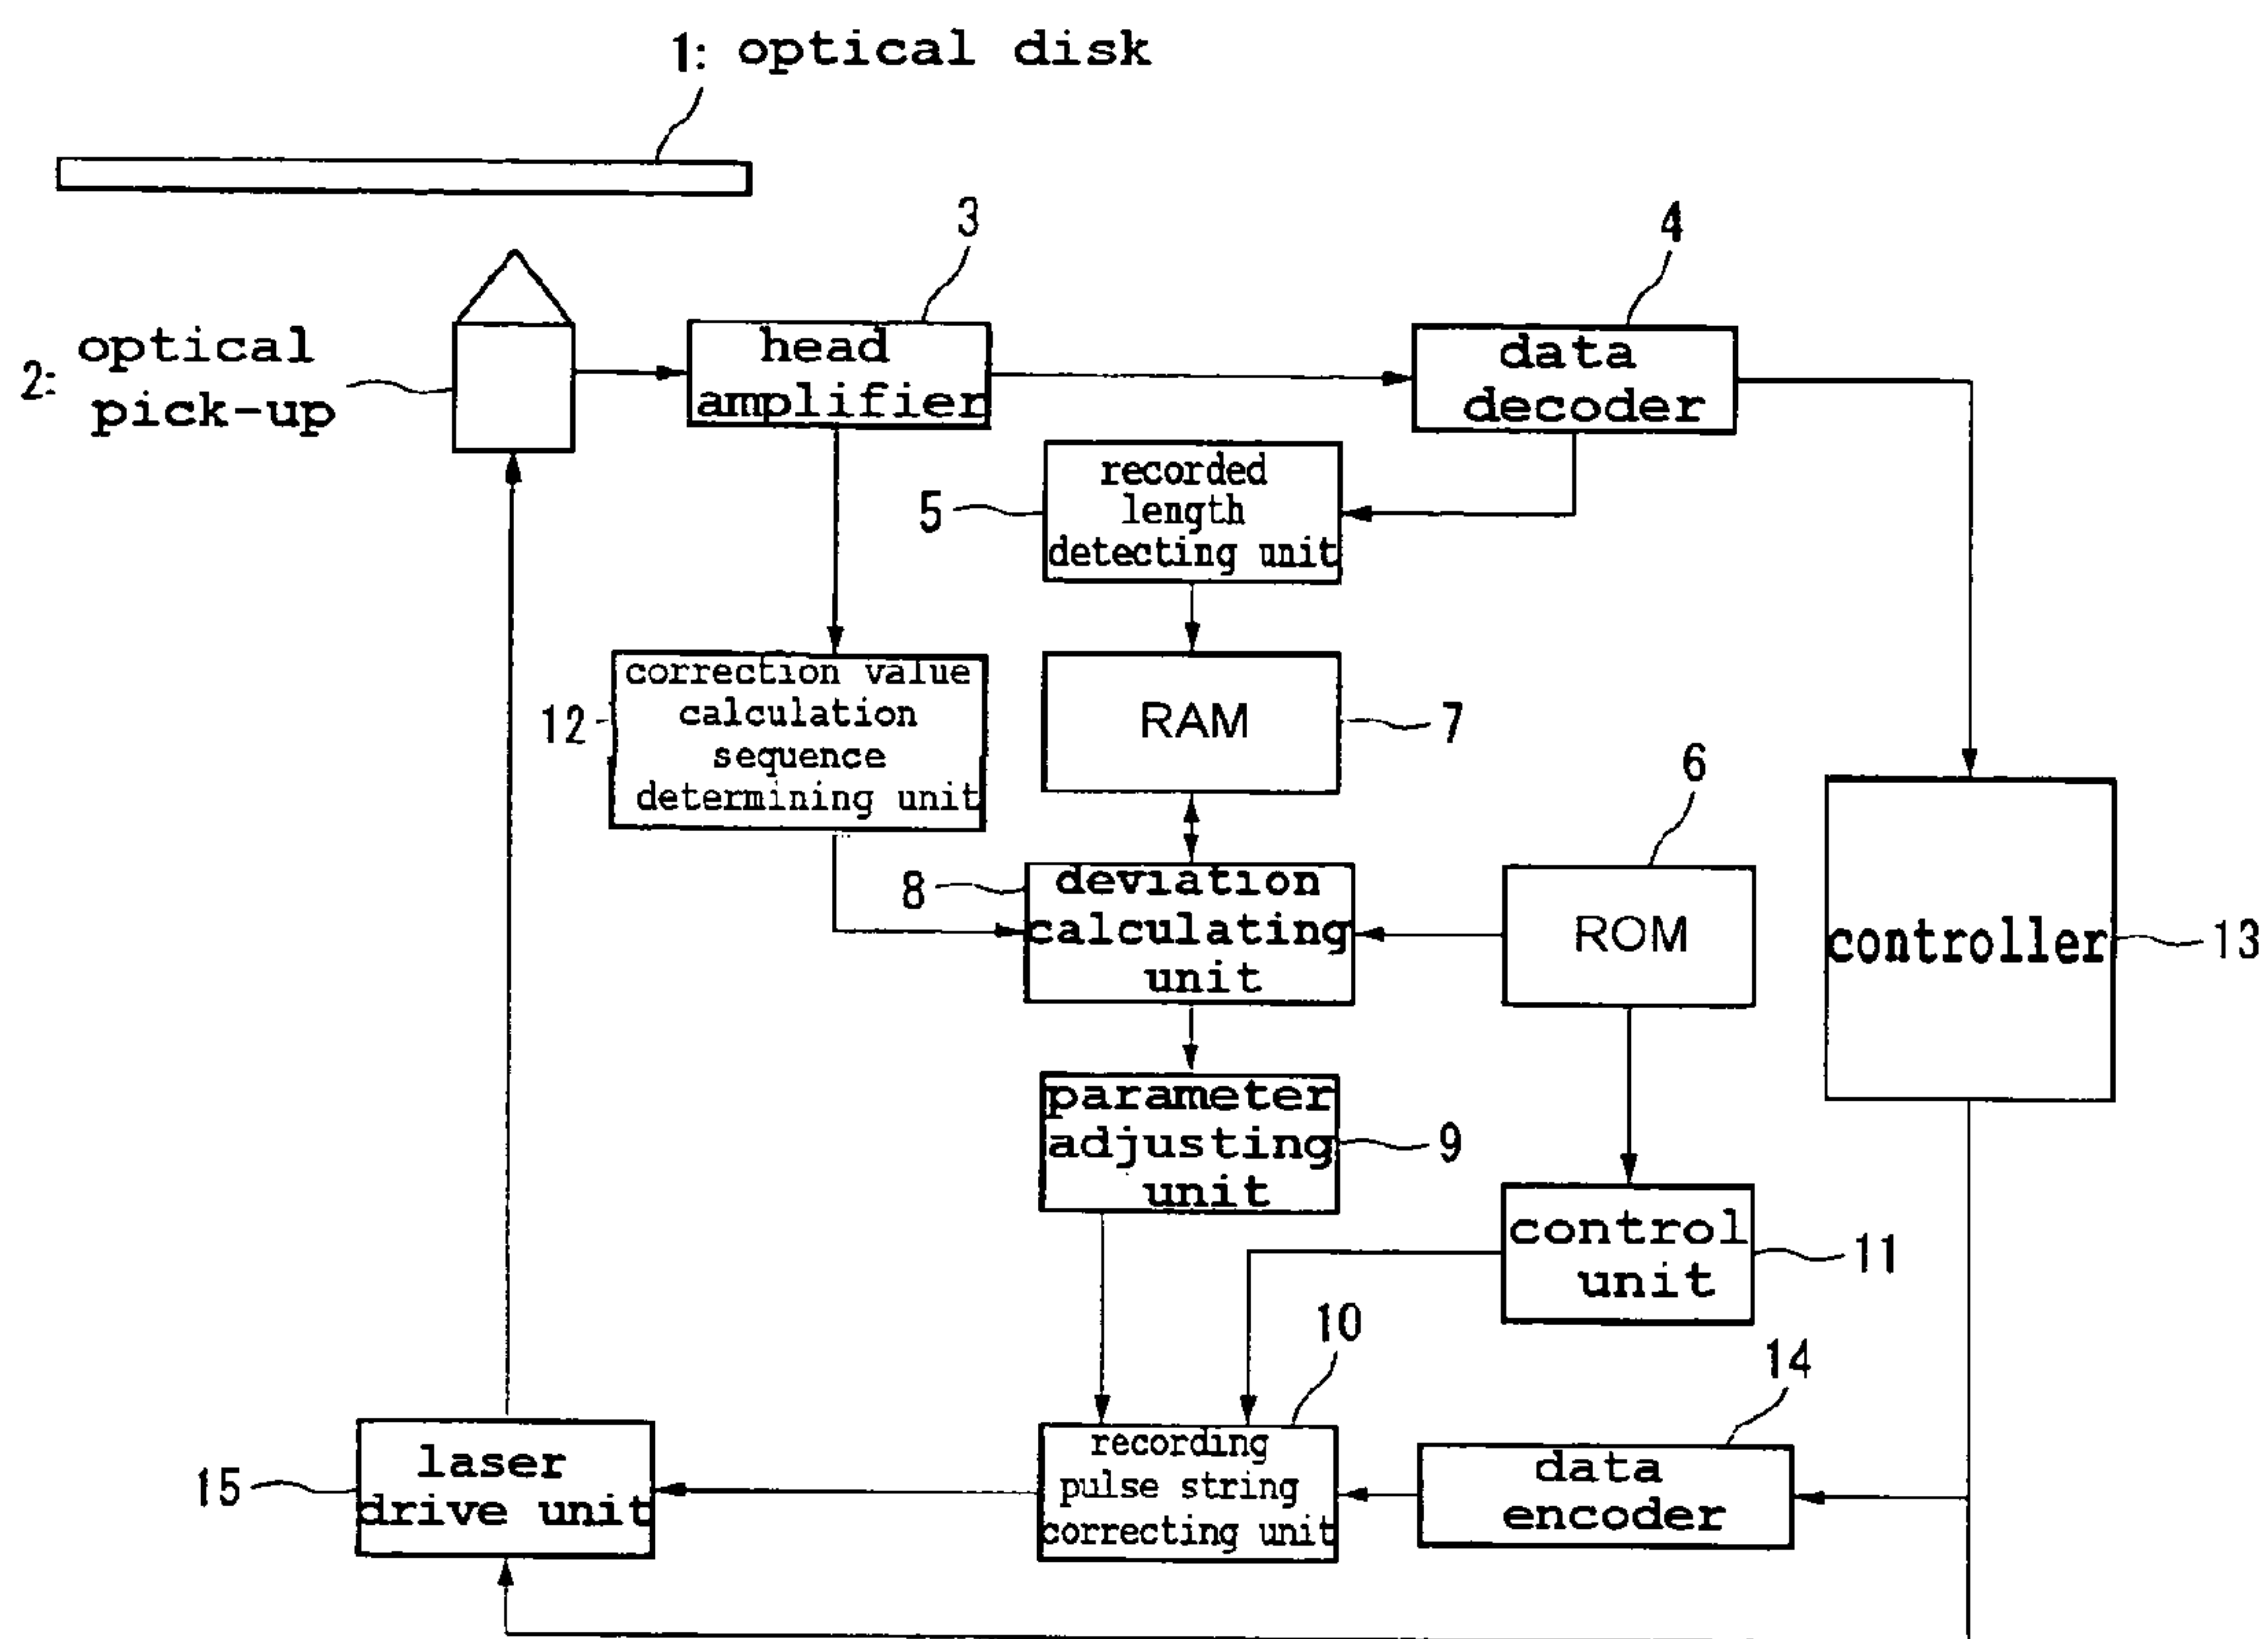 1: optical disk
3
4
2: optical
pick-up
head
amplifier
data
decoder
5
recorded
length
detecting unit
12
correction value
calculation
sequence
determining unit
RAM
7
6
8
deviation
calculating
unit
ROM
controller
13
parameter
adjusting
unit
9
control
unit
11
10
14
15
laser
drive unit
recording
pulse string
correcting unit
data
encoder